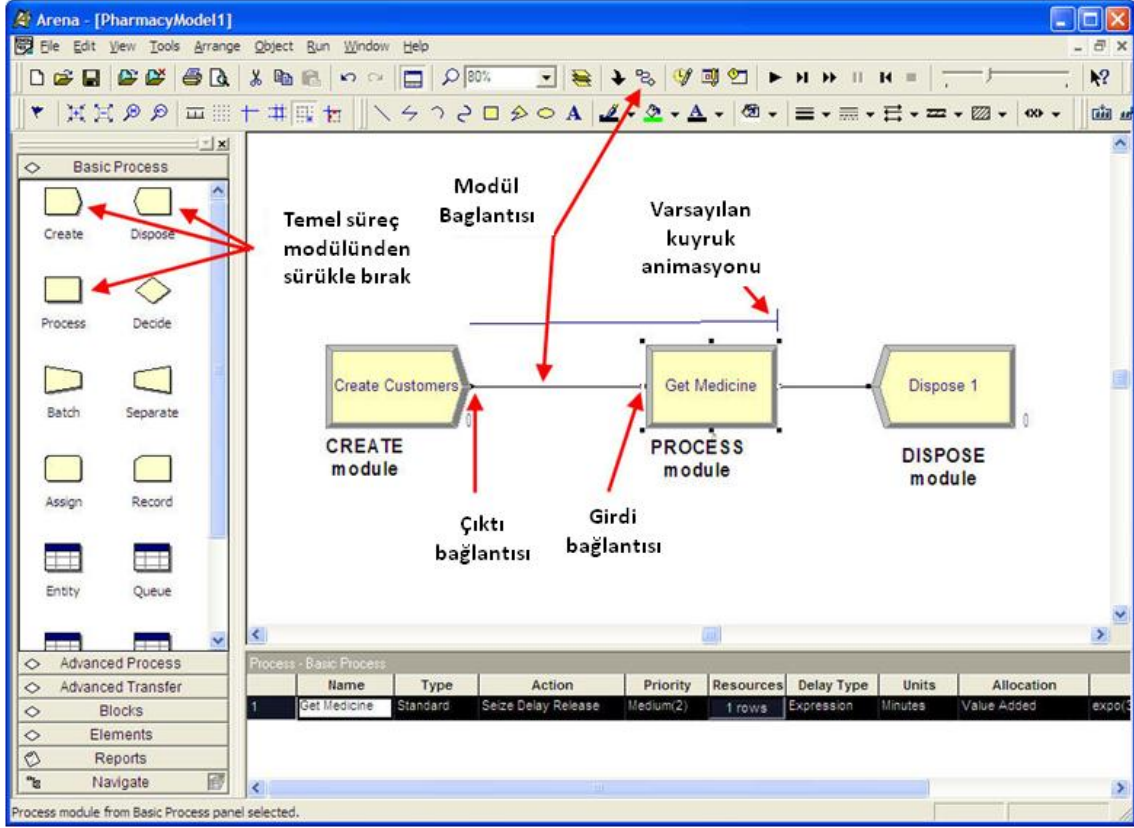 Arena - [PharmacyModel1]
File Edit View Tools Arrange Object Run Window Help
80%
Basic Process
Create Dispose
Process Decide
Batch Separate
Assign Record
Entity Queue
Advanced Process
Advanced Transfer
Blocks
Elements
Reports
Navigate
Temel süreç
modülünden
sürükle bırak
Modül
Baglantısı
Varsayılan
kuyruk
animasyonu
Create Customers
0
Get Medicine
Dispose 1
0
CREATE
module
PROCESS
module
DISPOSE
module
Çıktı
bağlantısı
Girdi
bağlantısı
Process - Basic Process
Name Type Action Priority Resources Delay Type Units Allocation
1 Get Medicine Standard Seize Delay Release Medium(2) 1 rows Expression Minutes Value Added expo(3
Process module from Basic Process panel selected.